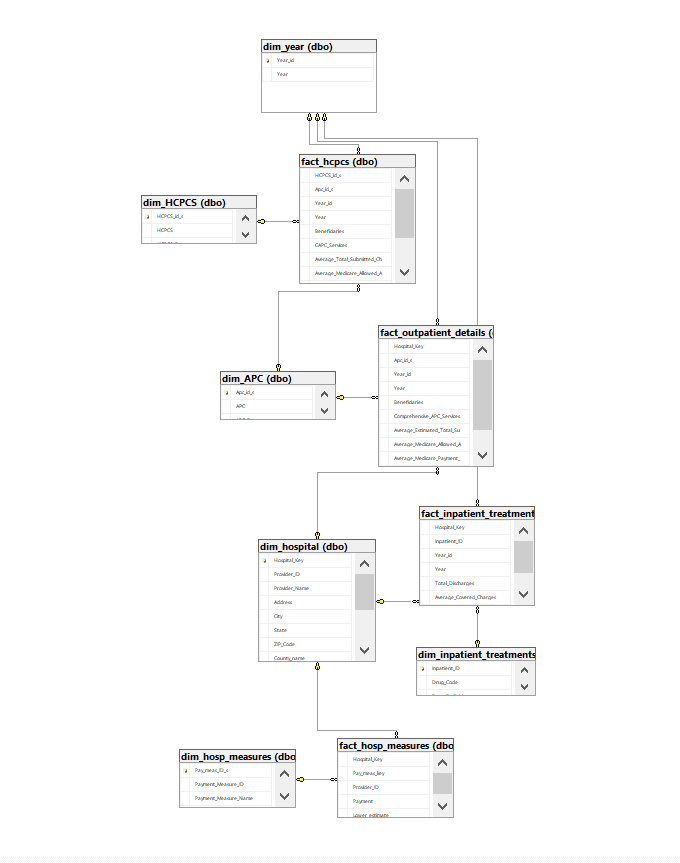 dim_year (dbo)
Year_id
Year
fact_hcpcs (dbo)
HCPCS_id_s
Apc_id_s
Year_id
Year
Beneficiaries
CAPC_Services
Average_Total_Submitted_Ch
Average_Medicare_Allowed_A
dim_HCPCS (dbo)
HCPCS_id_s
HCPCS
fact_outpatient_details (
Hospital_Key
Apc_id_s
Year_id
Year
Beneficiaries
Comprehensive_APC_Services
Average_Estimated_Total_Su
Average_Medicare_Allowed_A
Average_Medicare_Payment_
dim_APC (dbo)
Apc_id_s
APC
fact_inpatient_treatment
Hospital_Key
Inpatient_ID
Year_id
Year
Total_Discharges
Average_Covered_Charges
dim_hospital (dbo)
Hospital_Key
Provider_ID
Provider_Name
Address
City
State
ZIP_Code
County_name
dim_inpatient_treatments
Inpatient_ID
Drug_Code
fact_hosp_measures (dbo
Hospital_Key
Pay_meas_key
Provider_ID
Payment
Lower_estimate
dim_hosp_measures (dbo
Pay_meas_ID_s
Payment_Measure_ID
Payment_Measure_Name